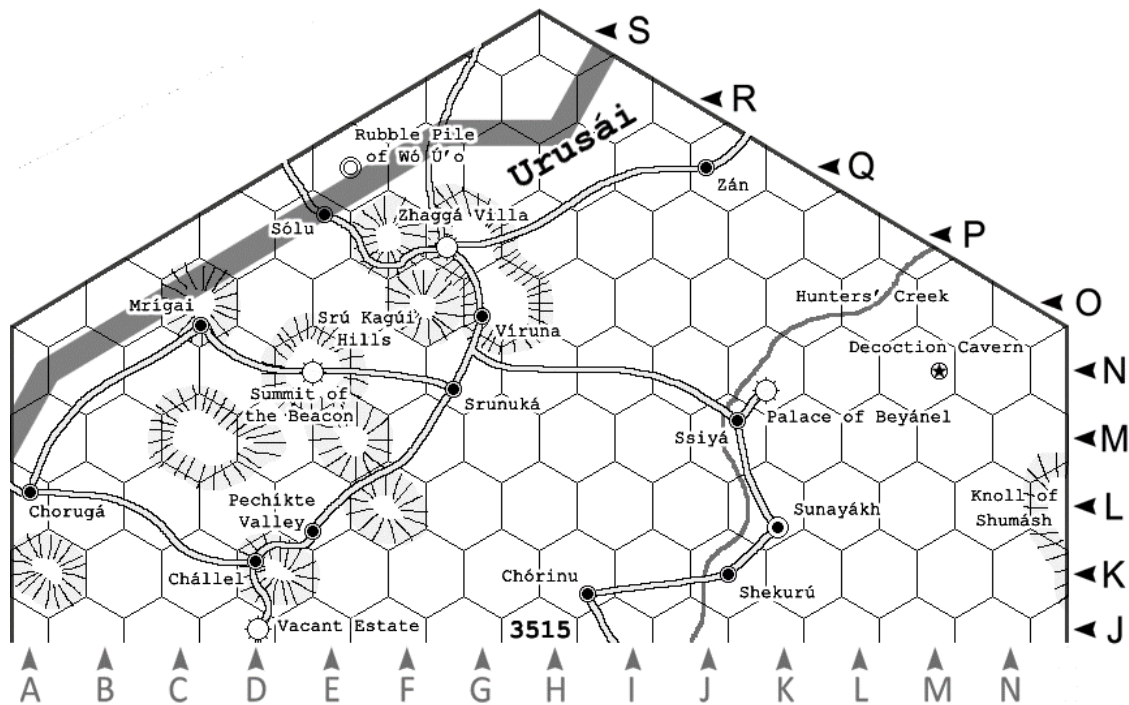 S
R
Rubble Pile
of Wó Ú'o
Urusái
Q
Zán
Zhaggá Villa
Sólu
P
Hunters' Creek
O
Mrígai
Srú Kagúi
Hills
Víruna
Decoction Cavern
N
Summit of
the Beacon
Srunuká
Palace of Beyánel
Ssiyá
M
Pechíkte
Valley
Knoll of
Shumásh
Sunayákh
L
Chorugá
Chállel
Chórinu
Shekurú
K
Vacant Estate
3515
J
A B C D E F G H I J K L M N